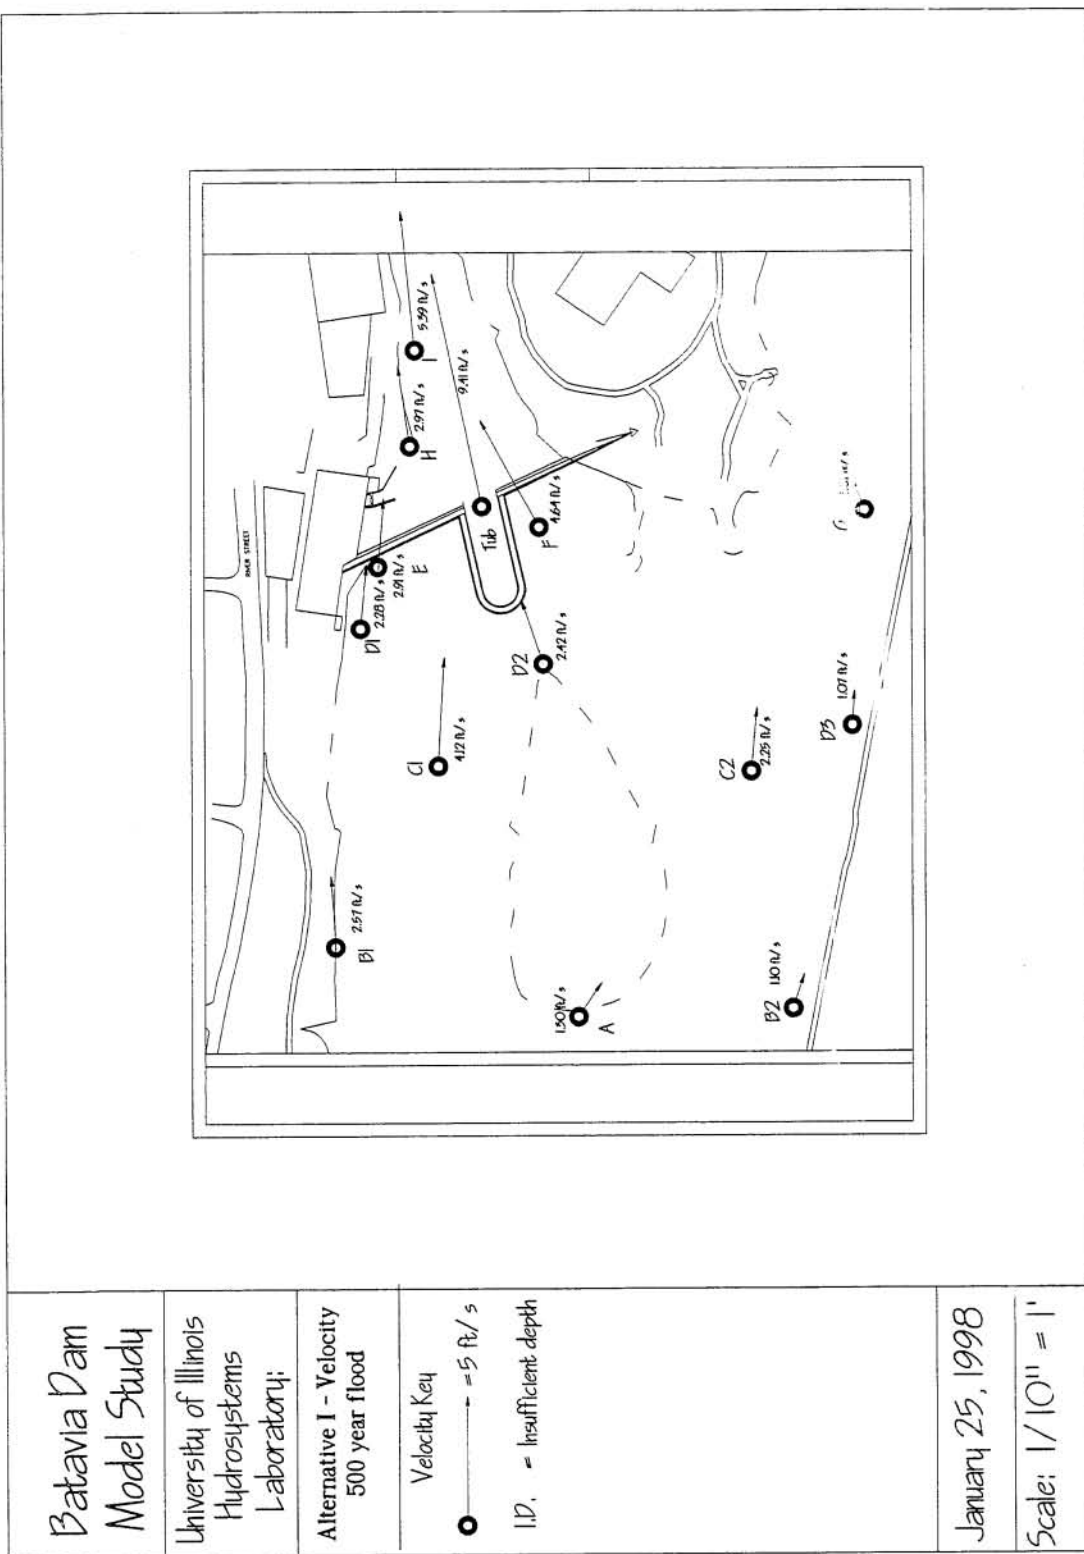 Batavia Dam
Model Study
University of Illinois
Hydrosystems
Laboratory:
Alternative I - Velocity
500 year flood
Velocity Key
= 5 ft/s
I.D. = Insufficient depth
January 25, 1998
Scale: 1/10" = 1'
RIVER STREET
B1
2.57 ft/s
D1
2.28 ft/s
E
2.91 ft/s
H
2.97 ft/s
I
5.59 ft/s
C1
4.12 ft/s
Tub
9.41 ft/s
D2
2.42 ft/s
F
4.64 ft/s
A
1.50 ft/s
C2
2.25 ft/s
B2
1.10 ft/s
D3
1.07 ft/s
ft/s